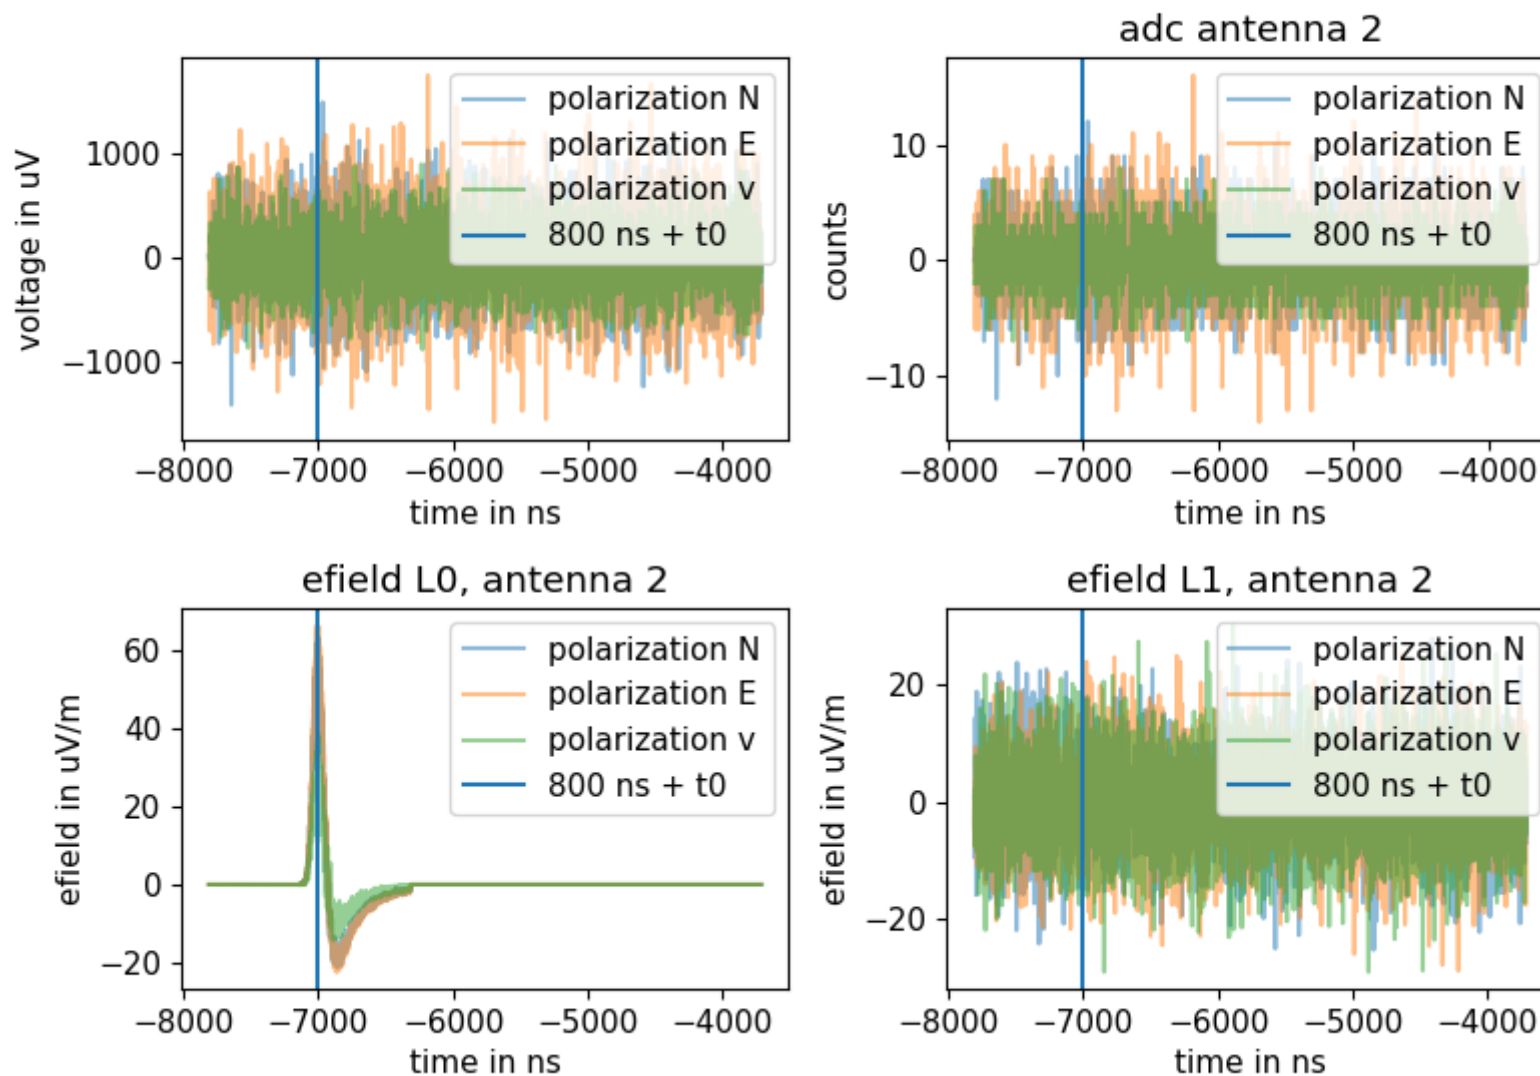 voltage in uV
1000
0
−1000
−8000 −7000 −6000 −5000 −4000
time in ns
polarization N
polarization E
polarization v
800 ns + t0
adc antenna 2
counts
10
0
−10
−8000 −7000 −6000 −5000 −4000
time in ns
polarization N
polarization E
polarization v
800 ns + t0
efield L0, antenna 2
efield in uV/m
60
40
20
0
−20
−8000 −7000 −6000 −5000 −4000
time in ns
polarization N
polarization E
polarization v
800 ns + t0
efield L1, antenna 2
efield in uV/m
20
0
−20
−8000 −7000 −6000 −5000 −4000
time in ns
polarization N
polarization E
polarization v
800 ns + t0